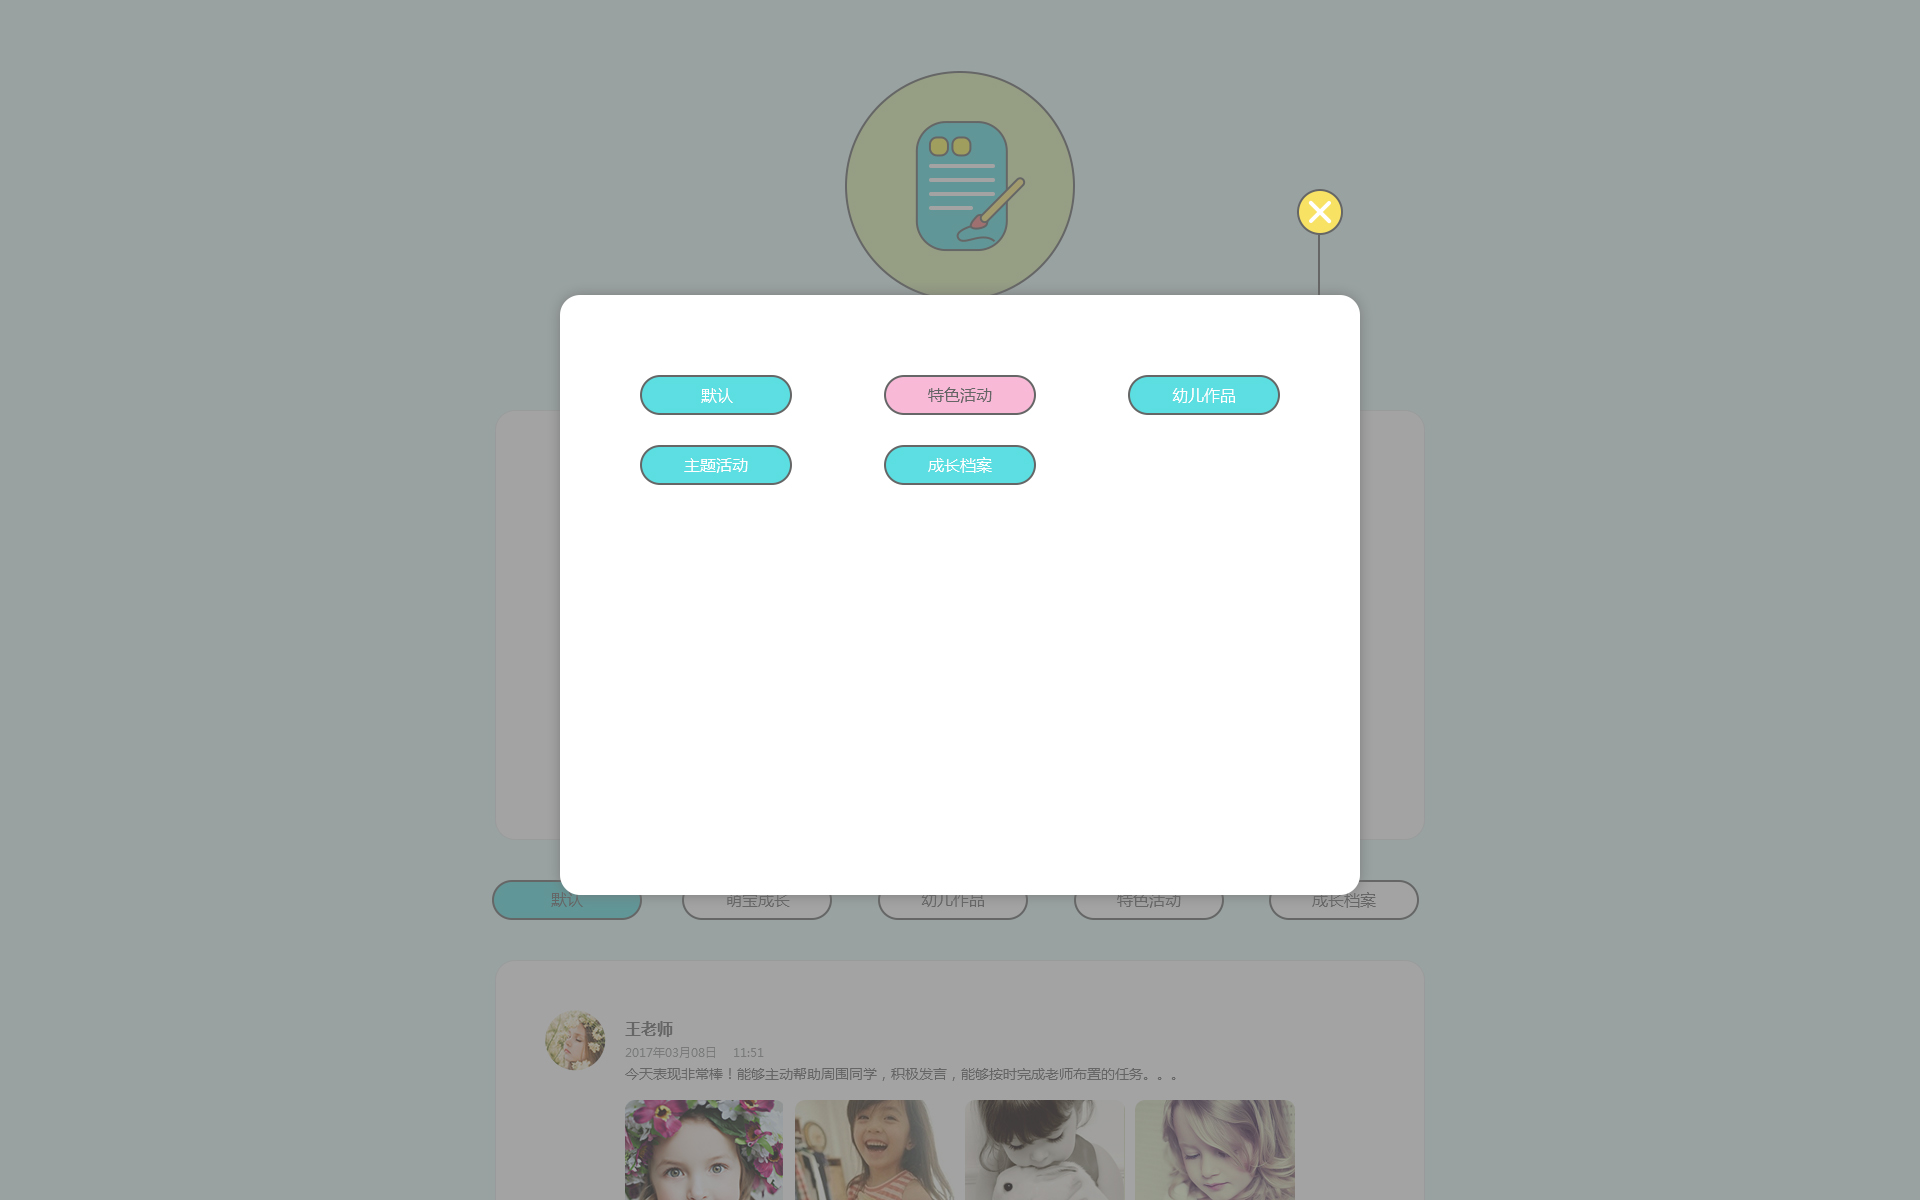 默认
特色活动
幼儿作品
主题活动
成长档案
默认
萌宝成长
幼儿作品
特色活动
成长档案
王老师
2017年03月08日 11:51
今天表现非常棒！能够主动帮助周围同学，积极发言，能够按时完成老师布置的任务。。。